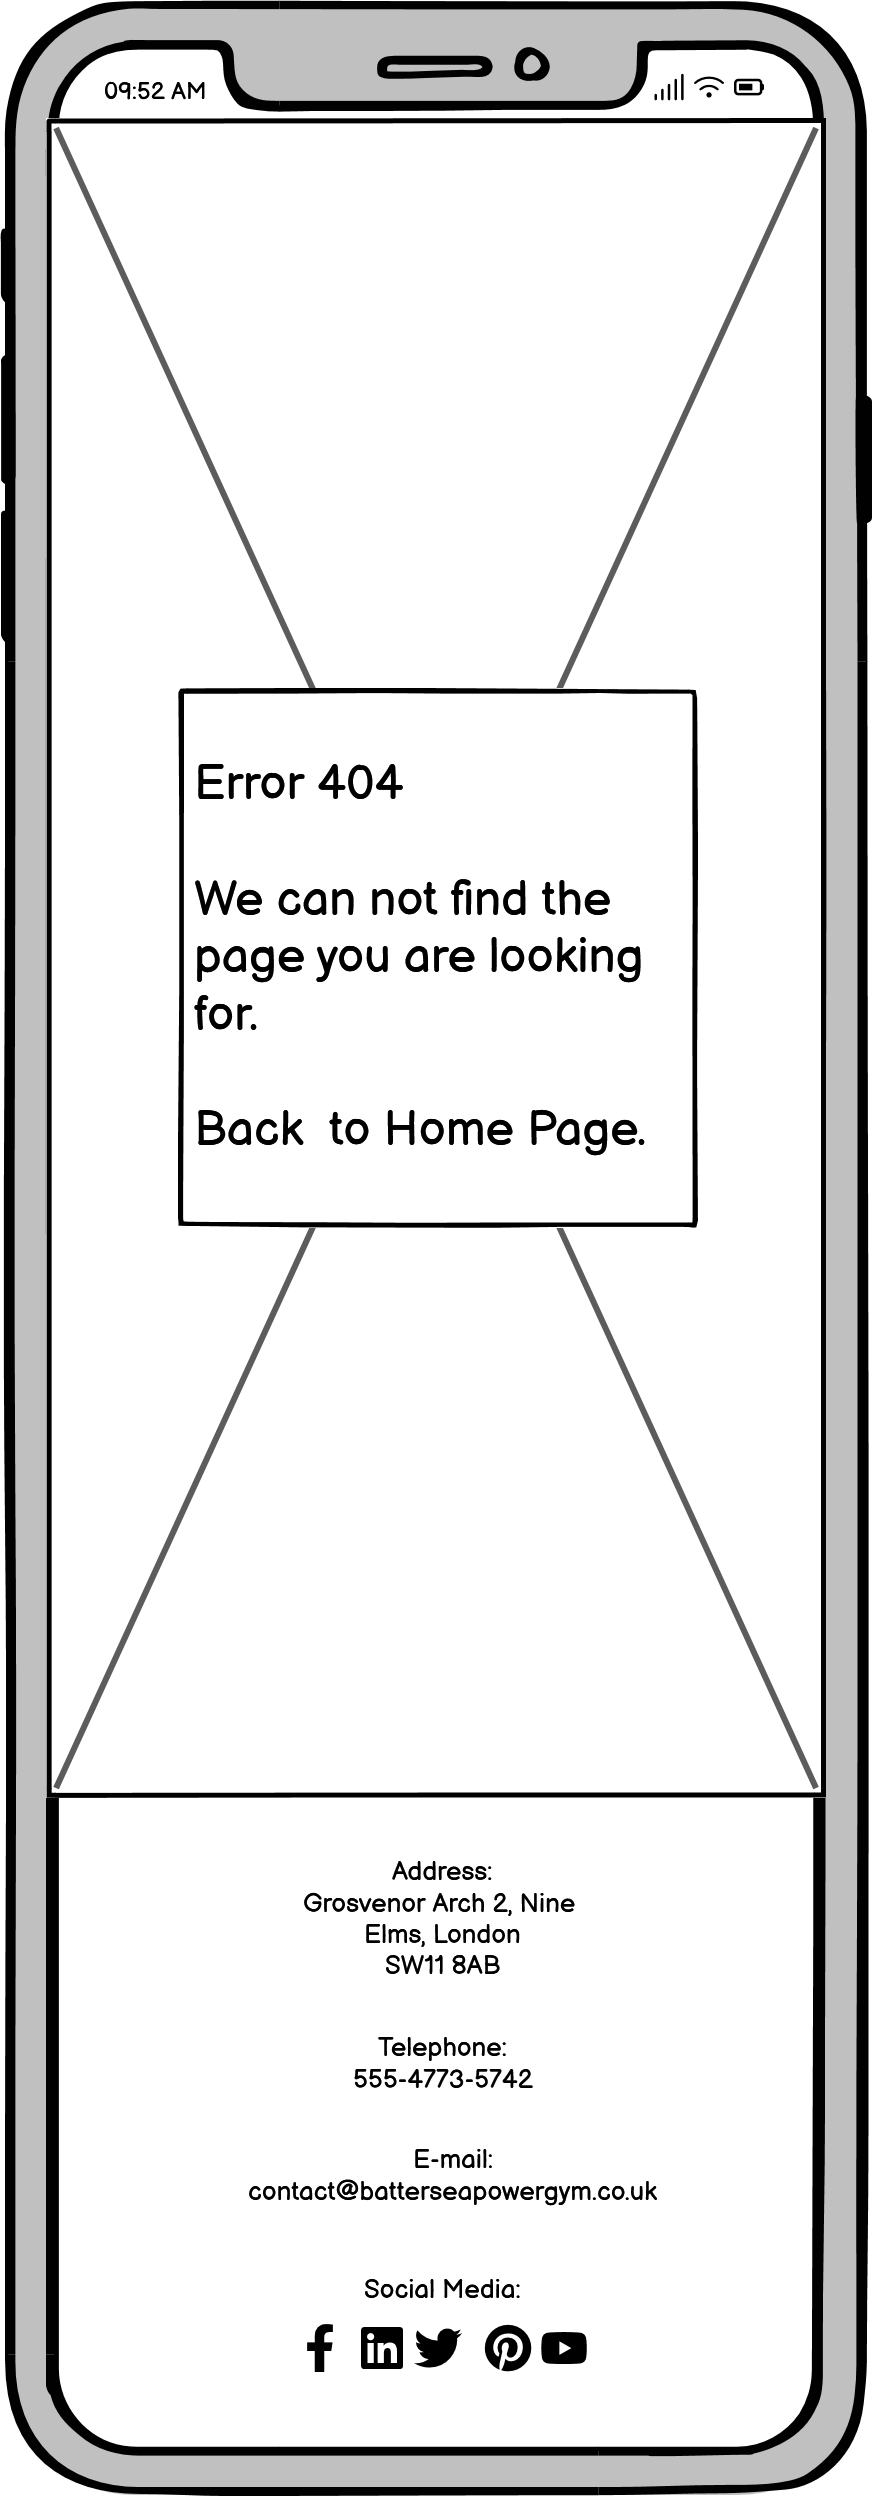 09:52 AM
Error 404
We can not find the
page you are looking
for.
Back to Home Page.
Address:
Grosvenor Arch 2, Nine
Elms, London
SW11 8AB
Telephone:
555-4773-5742
E-mail:
contact@batterseapowergym.co.uk
Social Media: